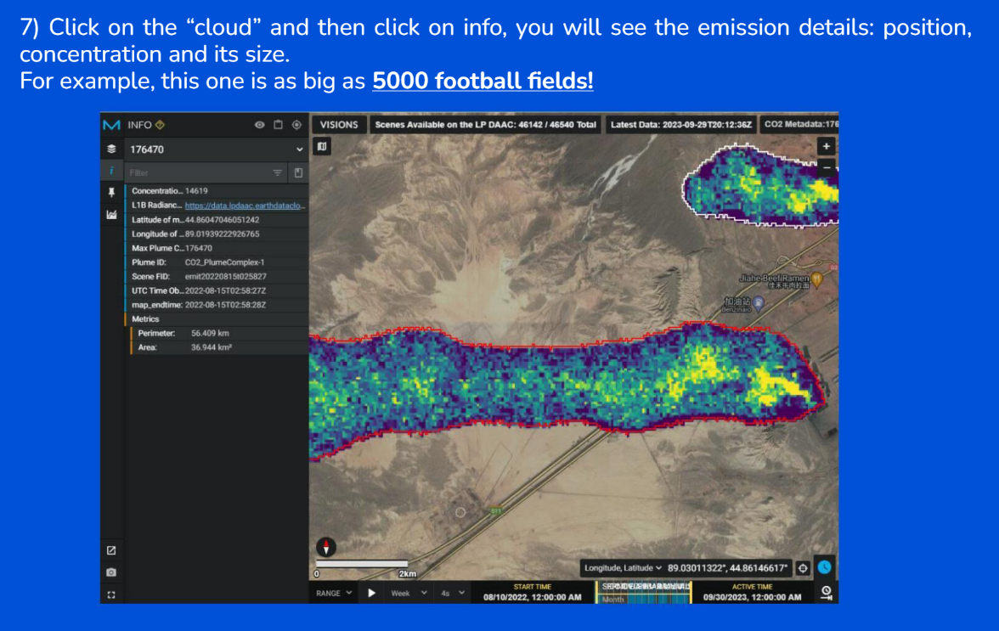 7) Click on the “cloud” and then click on info, you will see the emission details: position,
concentration and its size.
For example, this one is as big as 5000 football fields!
INFO
VISIONS
Scenes Available on the LP DAAC: 46142 / 46540 Total
Latest Data: 2023-09-29T20:12:36Z
CO2 Metadata:176
176470
Filter
Concentratio... 14619
L1B Radianc... https://data.lpdaac.earthdataclo...
Latitude of m... 44.86047046051242
Longitude of ... 89.01939222926765
Max Plume C... 176470
Plume ID: CO2_PlumeComplex-1
Scene FID: emit20220815t025827
UTC Time Ob... 2022-08-15T02:58:27Z
map_endtime: 2022-08-15T02:58:28Z
Metrics
Perimeter: 56.409 km
Area: 36.944 km²
G2
Jiahe Beef Ramen
佳禾牛肉拉面
加油站
Benzinaio
S11
0 2km
Longitude, Latitude 89.03011322°, 44.86146617°
RANGE
Week
4s
START TIME
08/10/2022, 12:00:00 AM
Month
ACTIVE TIME
09/30/2023, 12:00:00 AM